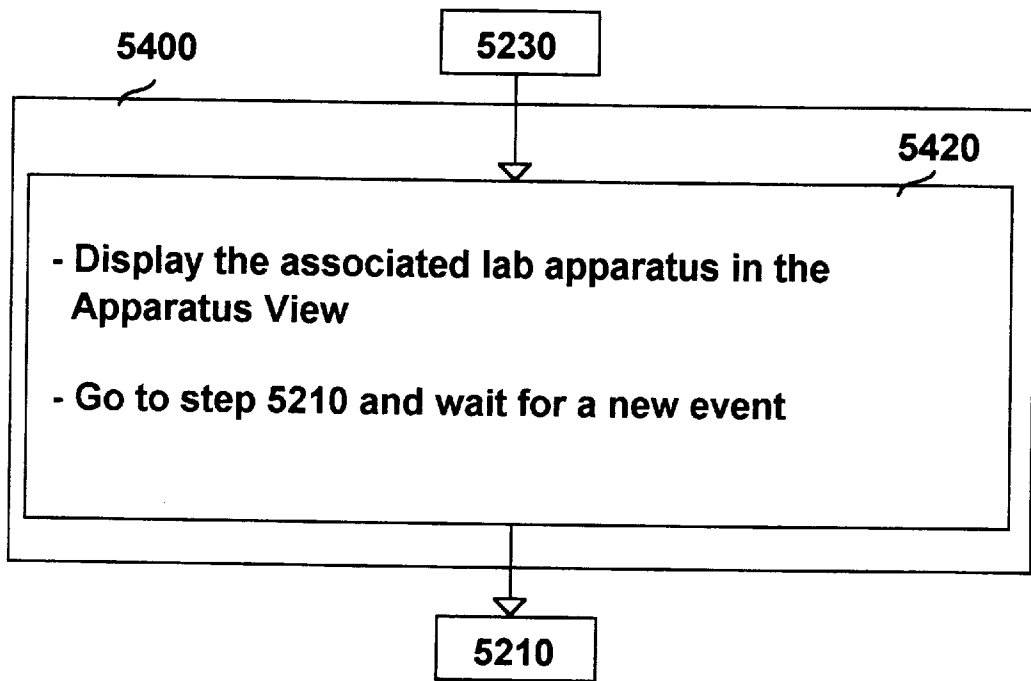 5400
5230
5420
- Display the associated lab apparatus in the
Apparatus View
- Go to step 5210 and wait for a new event
5210